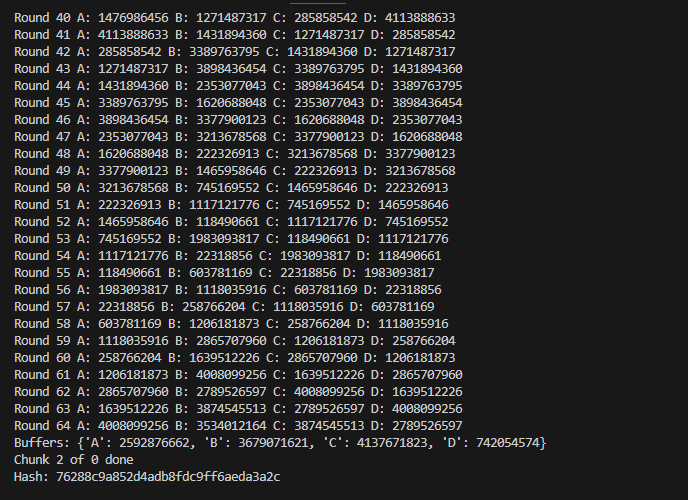 Round 40 A: 1476986456 B: 1271487317 C: 285858542 D: 4113888633
Round 41 A: 4113888633 B: 1431894360 C: 1271487317 D: 285858542
Round 42 A: 285858542 B: 3389763795 C: 1431894360 D: 1271487317
Round 43 A: 1271487317 B: 3898436454 C: 3389763795 D: 1431894360
Round 44 A: 1431894360 B: 2353077043 C: 3898436454 D: 3389763795
Round 45 A: 3389763795 B: 1620688048 C: 2353077043 D: 3898436454
Round 46 A: 3898436454 B: 3377900123 C: 1620688048 D: 2353077043
Round 47 A: 2353077043 B: 3213678568 C: 3377900123 D: 1620688048
Round 48 A: 1620688048 B: 222326913 C: 3213678568 D: 3377900123
Round 49 A: 3377900123 B: 1465958646 C: 222326913 D: 3213678568
Round 50 A: 3213678568 B: 745169552 C: 1465958646 D: 222326913
Round 51 A: 222326913 B: 1117121776 C: 745169552 D: 1465958646
Round 52 A: 1465958646 B: 118490661 C: 1117121776 D: 745169552
Round 53 A: 745169552 B: 1983093817 C: 118490661 D: 1117121776
Round 54 A: 1117121776 B: 22318856 C: 1983093817 D: 118490661
Round 55 A: 118490661 B: 603781169 C: 22318856 D: 1983093817
Round 56 A: 1983093817 B: 1118035916 C: 603781169 D: 22318856
Round 57 A: 22318856 B: 258766204 C: 1118035916 D: 603781169
Round 58 A: 603781169 B: 1206181873 C: 258766204 D: 1118035916
Round 59 A: 1118035916 B: 2865707960 C: 1206181873 D: 258766204
Round 60 A: 258766204 B: 1639512226 C: 2865707960 D: 1206181873
Round 61 A: 1206181873 B: 4008099256 C: 1639512226 D: 2865707960
Round 62 A: 2865707960 B: 2789526597 C: 4008099256 D: 1639512226
Round 63 A: 1639512226 B: 3874545513 C: 2789526597 D: 4008099256
Round 64 A: 4008099256 B: 3534012164 C: 3874545513 D: 2789526597
Buffers: {'A': 2592876662, 'B': 3679071621, 'C': 4137671823, 'D': 742054574}
Chunk 2 of 0 done
Hash: 76288c9a852d4adb8fdc9ff6aeda3a2c